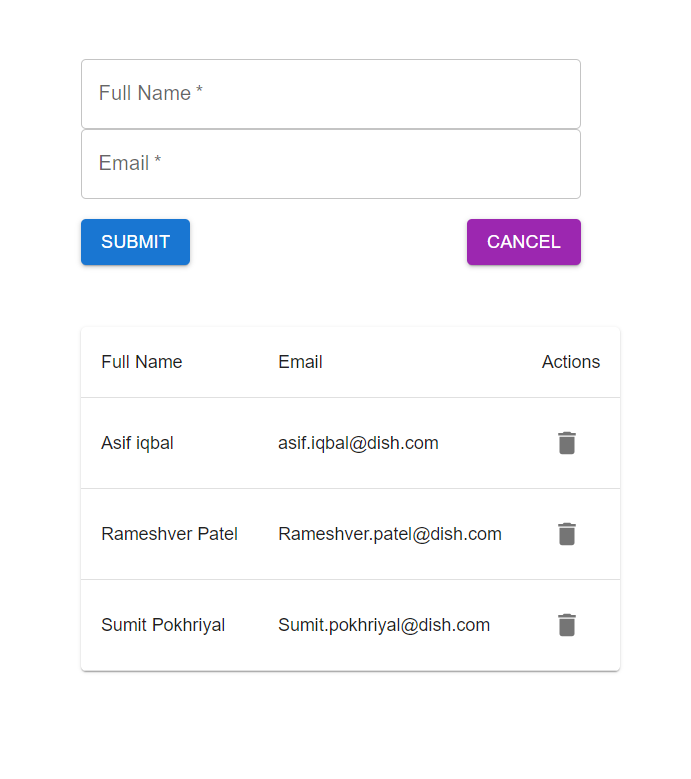 Full Name *
Email *
SUBMIT CANCEL
Full Name Email Actions
Asif iqbal asif.iqbal@dish.com
Rameshver Patel Rameshver.patel@dish.com
Sumit Pokhriyal Sumit.pokhriyal@dish.com